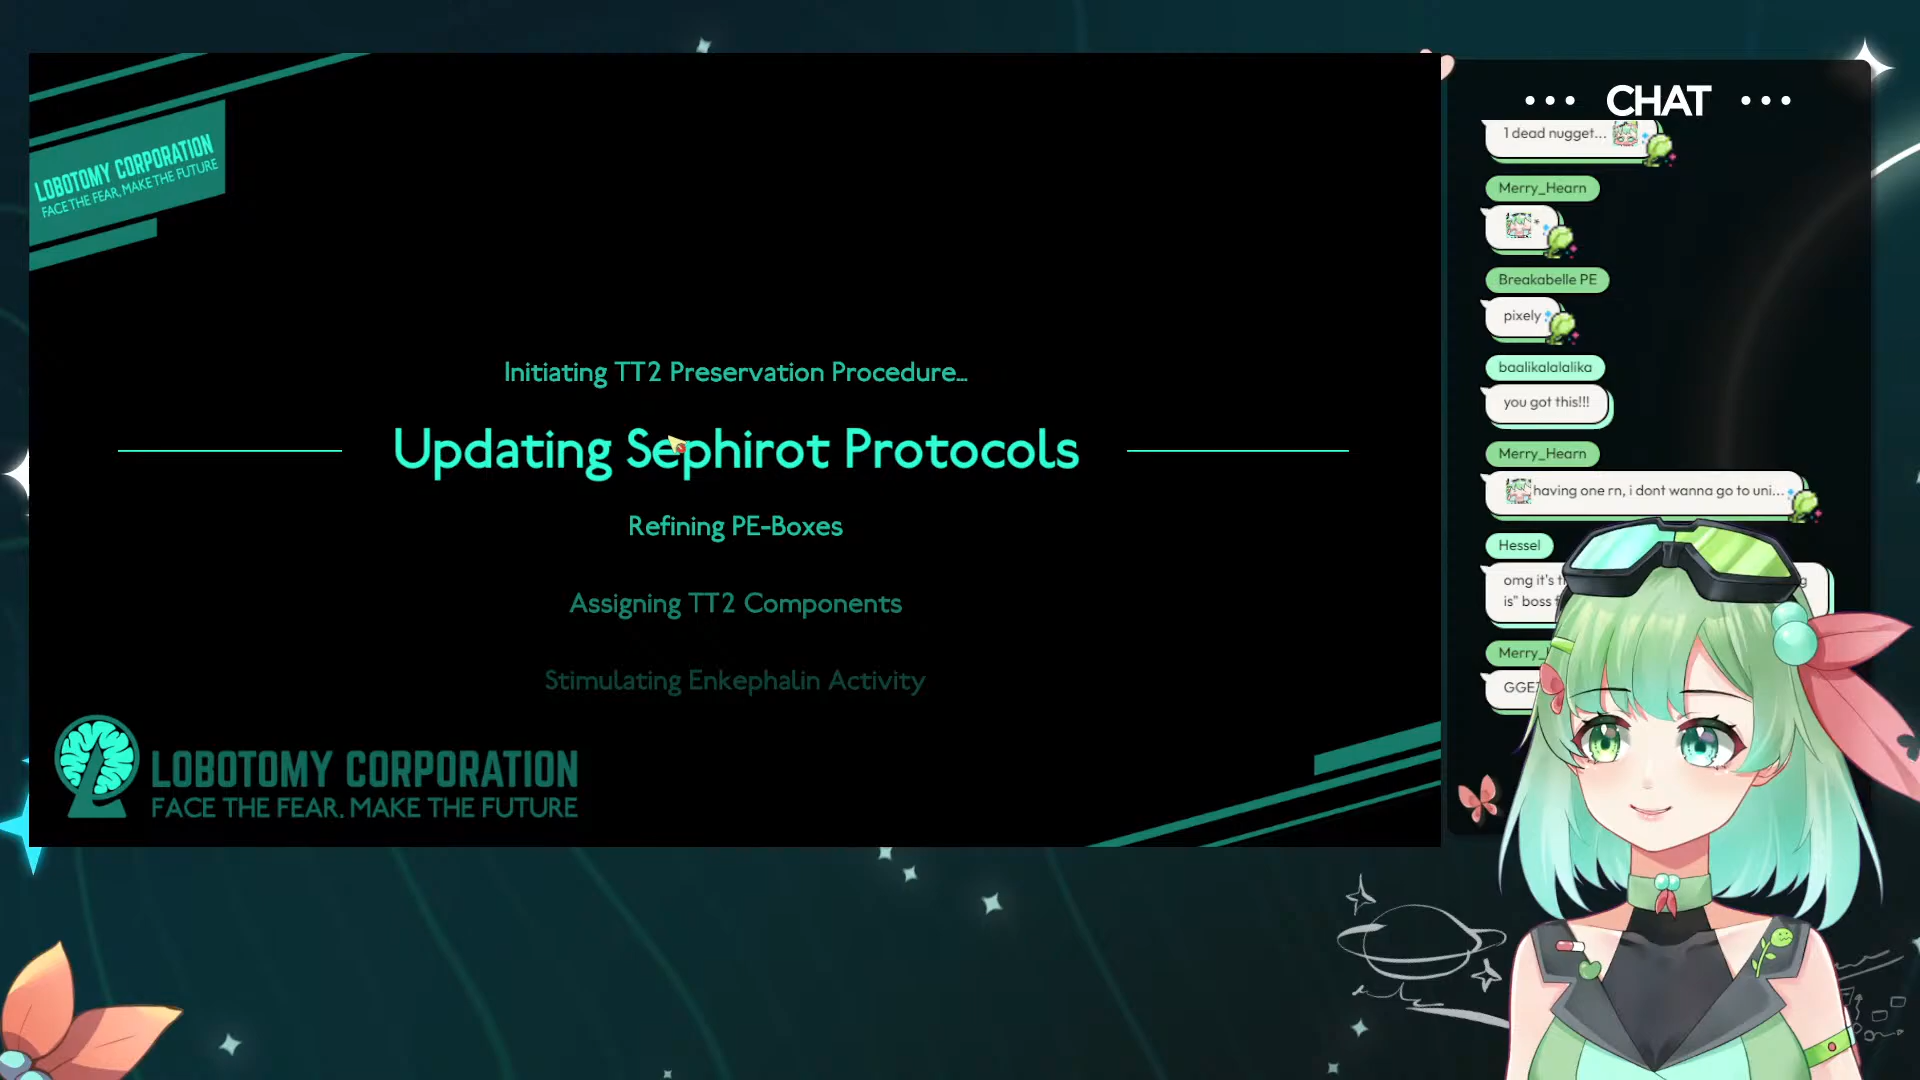 LOBOTOMY CORPORATION
FACE THE FEAR, MAKE THE FUTURE
Initiating TT2 Preservation Procedure...
Updating Sephirot Protocols
Refining PE-Boxes
Assigning TT2 Components
Stimulating Enkephalin Activity
LOBOTOMY CORPORATION
FACE THE FEAR, MAKE THE FUTURE
••• CHAT •••
1 dead nugget...
Merry_Hearn
Breakabelle PE
pixely
baalikalalalika
you got this!!!
Merry_Hearn
having one rn, i dont wanna go to uni...
Hessel
omg it's
is" boss
Merry_